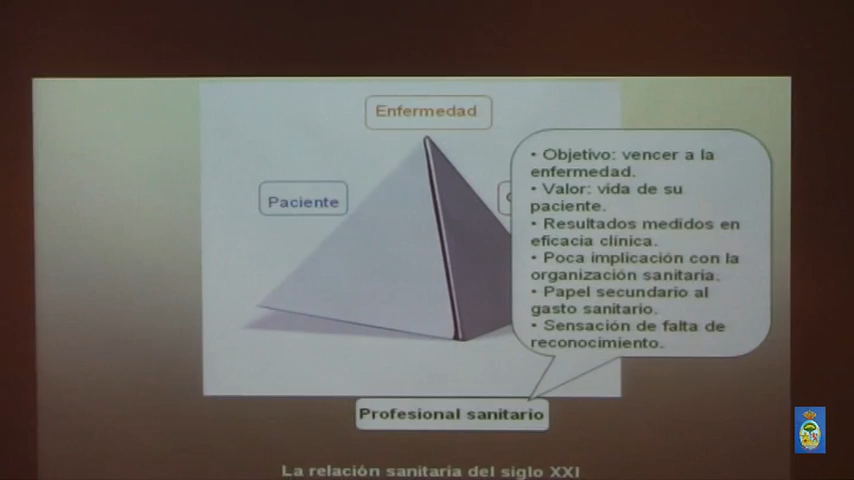 Enfermedad
Paciente
• Objetivo: vencer a la
enfermedad.
• Valor: vida de su
paciente.
• Resultados medidos en
eficacia clínica.
• Poca implicación con la
organización sanitaria.
• Papel secundario al
gasto sanitario.
• Sensación de falta de
reconocimiento.
Profesional sanitario
La relación sanitaria del siglo XXI